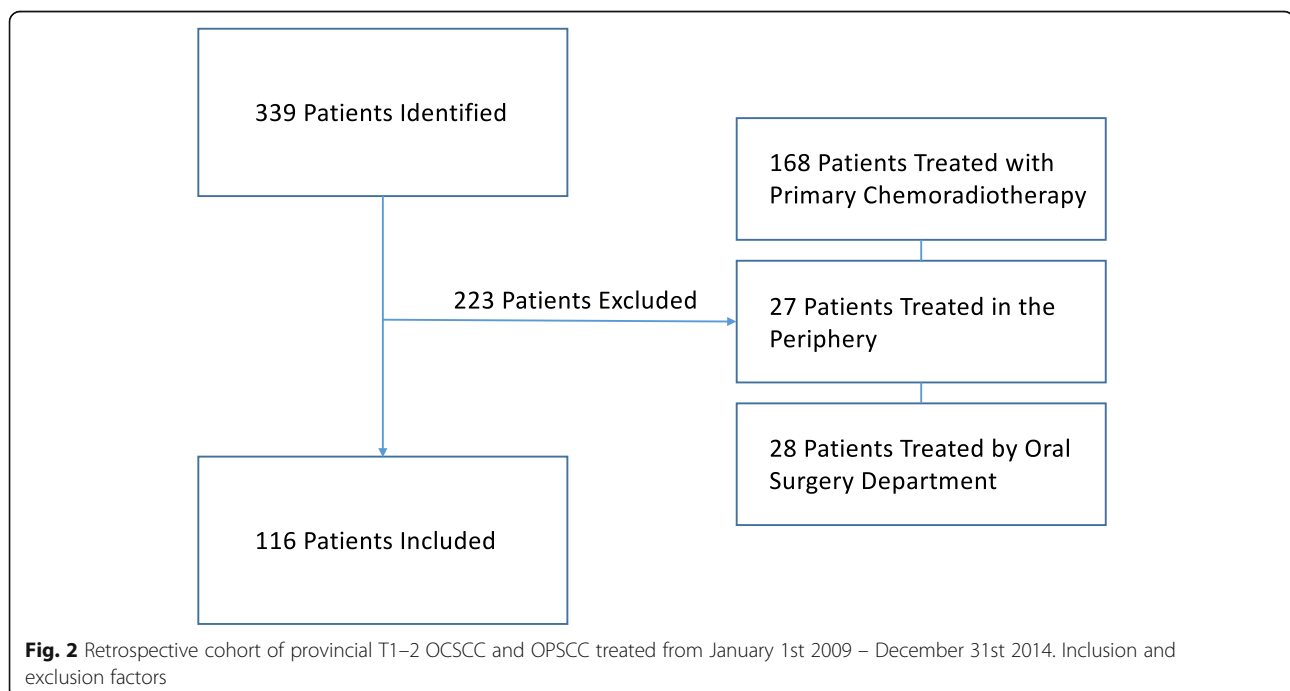 339 Patients Identified
168 Patients Treated with
Primary Chemoradiotherapy
223 Patients Excluded
27 Patients Treated in the
Periphery
28 Patients Treated by Oral
Surgery Department
116 Patients Included
Fig. 2 Retrospective cohort of provincial T1–2 OCSCC and OPSCC treated from January 1st 2009 – December 31st 2014. Inclusion and
exclusion factors